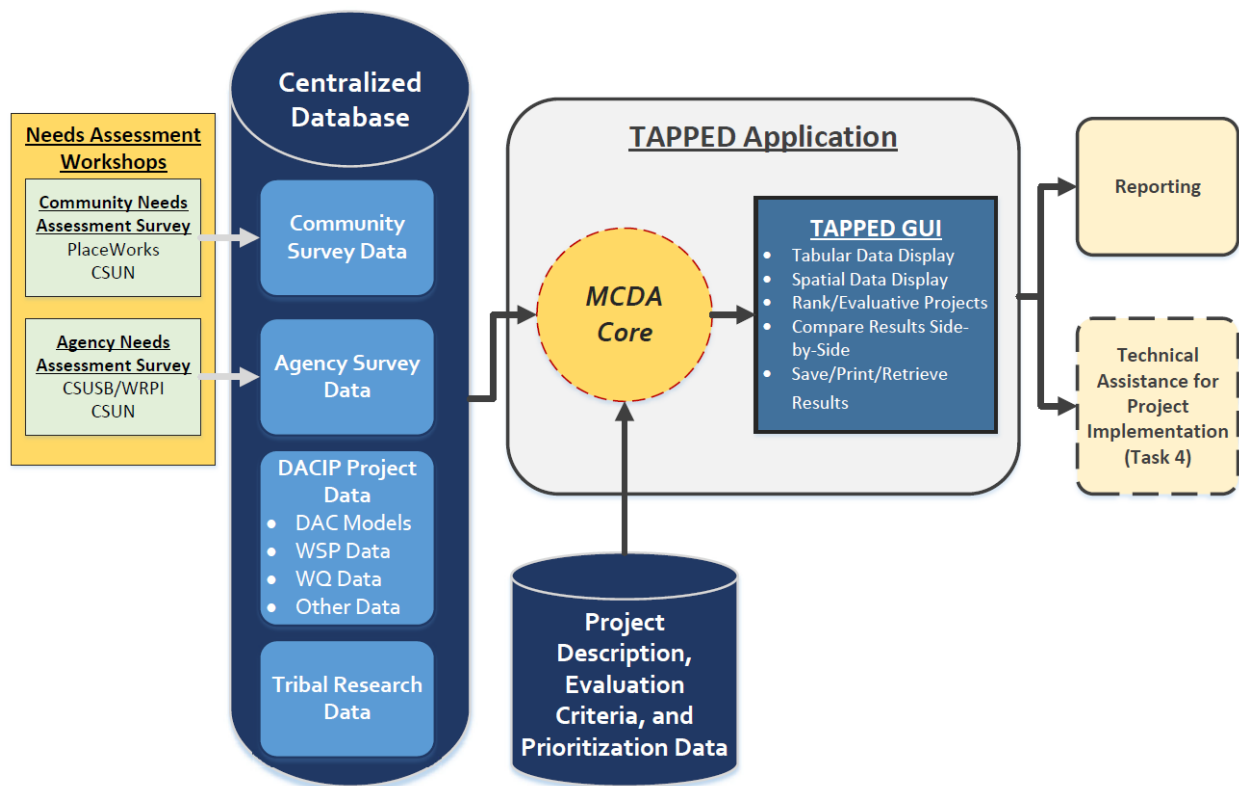 Needs Assessment
Workshops
Community Needs
Assessment Survey
PlaceWorks
CSUN
Agency Needs
Assessment Survey
CSUSB/WRPI
CSUN
Centralized
Database
Community
Survey Data
Agency Survey
Data
DACIP Project
Data
• DAC Models
• WSP Data
• WQ Data
• Other Data
Tribal Research
Data
TAPPED Application
MCDA
Core
TAPPED GUI
• Tabular Data Display
• Spatial Data Display
• Rank/Evaluative Projects
• Compare Results Side-
by-Side
• Save/Print/Retrieve
Results
Project
Description,
Evaluation
Criteria, and
Prioritization Data
Reporting
Technical
Assistance for
Project
Implementation
(Task 4)